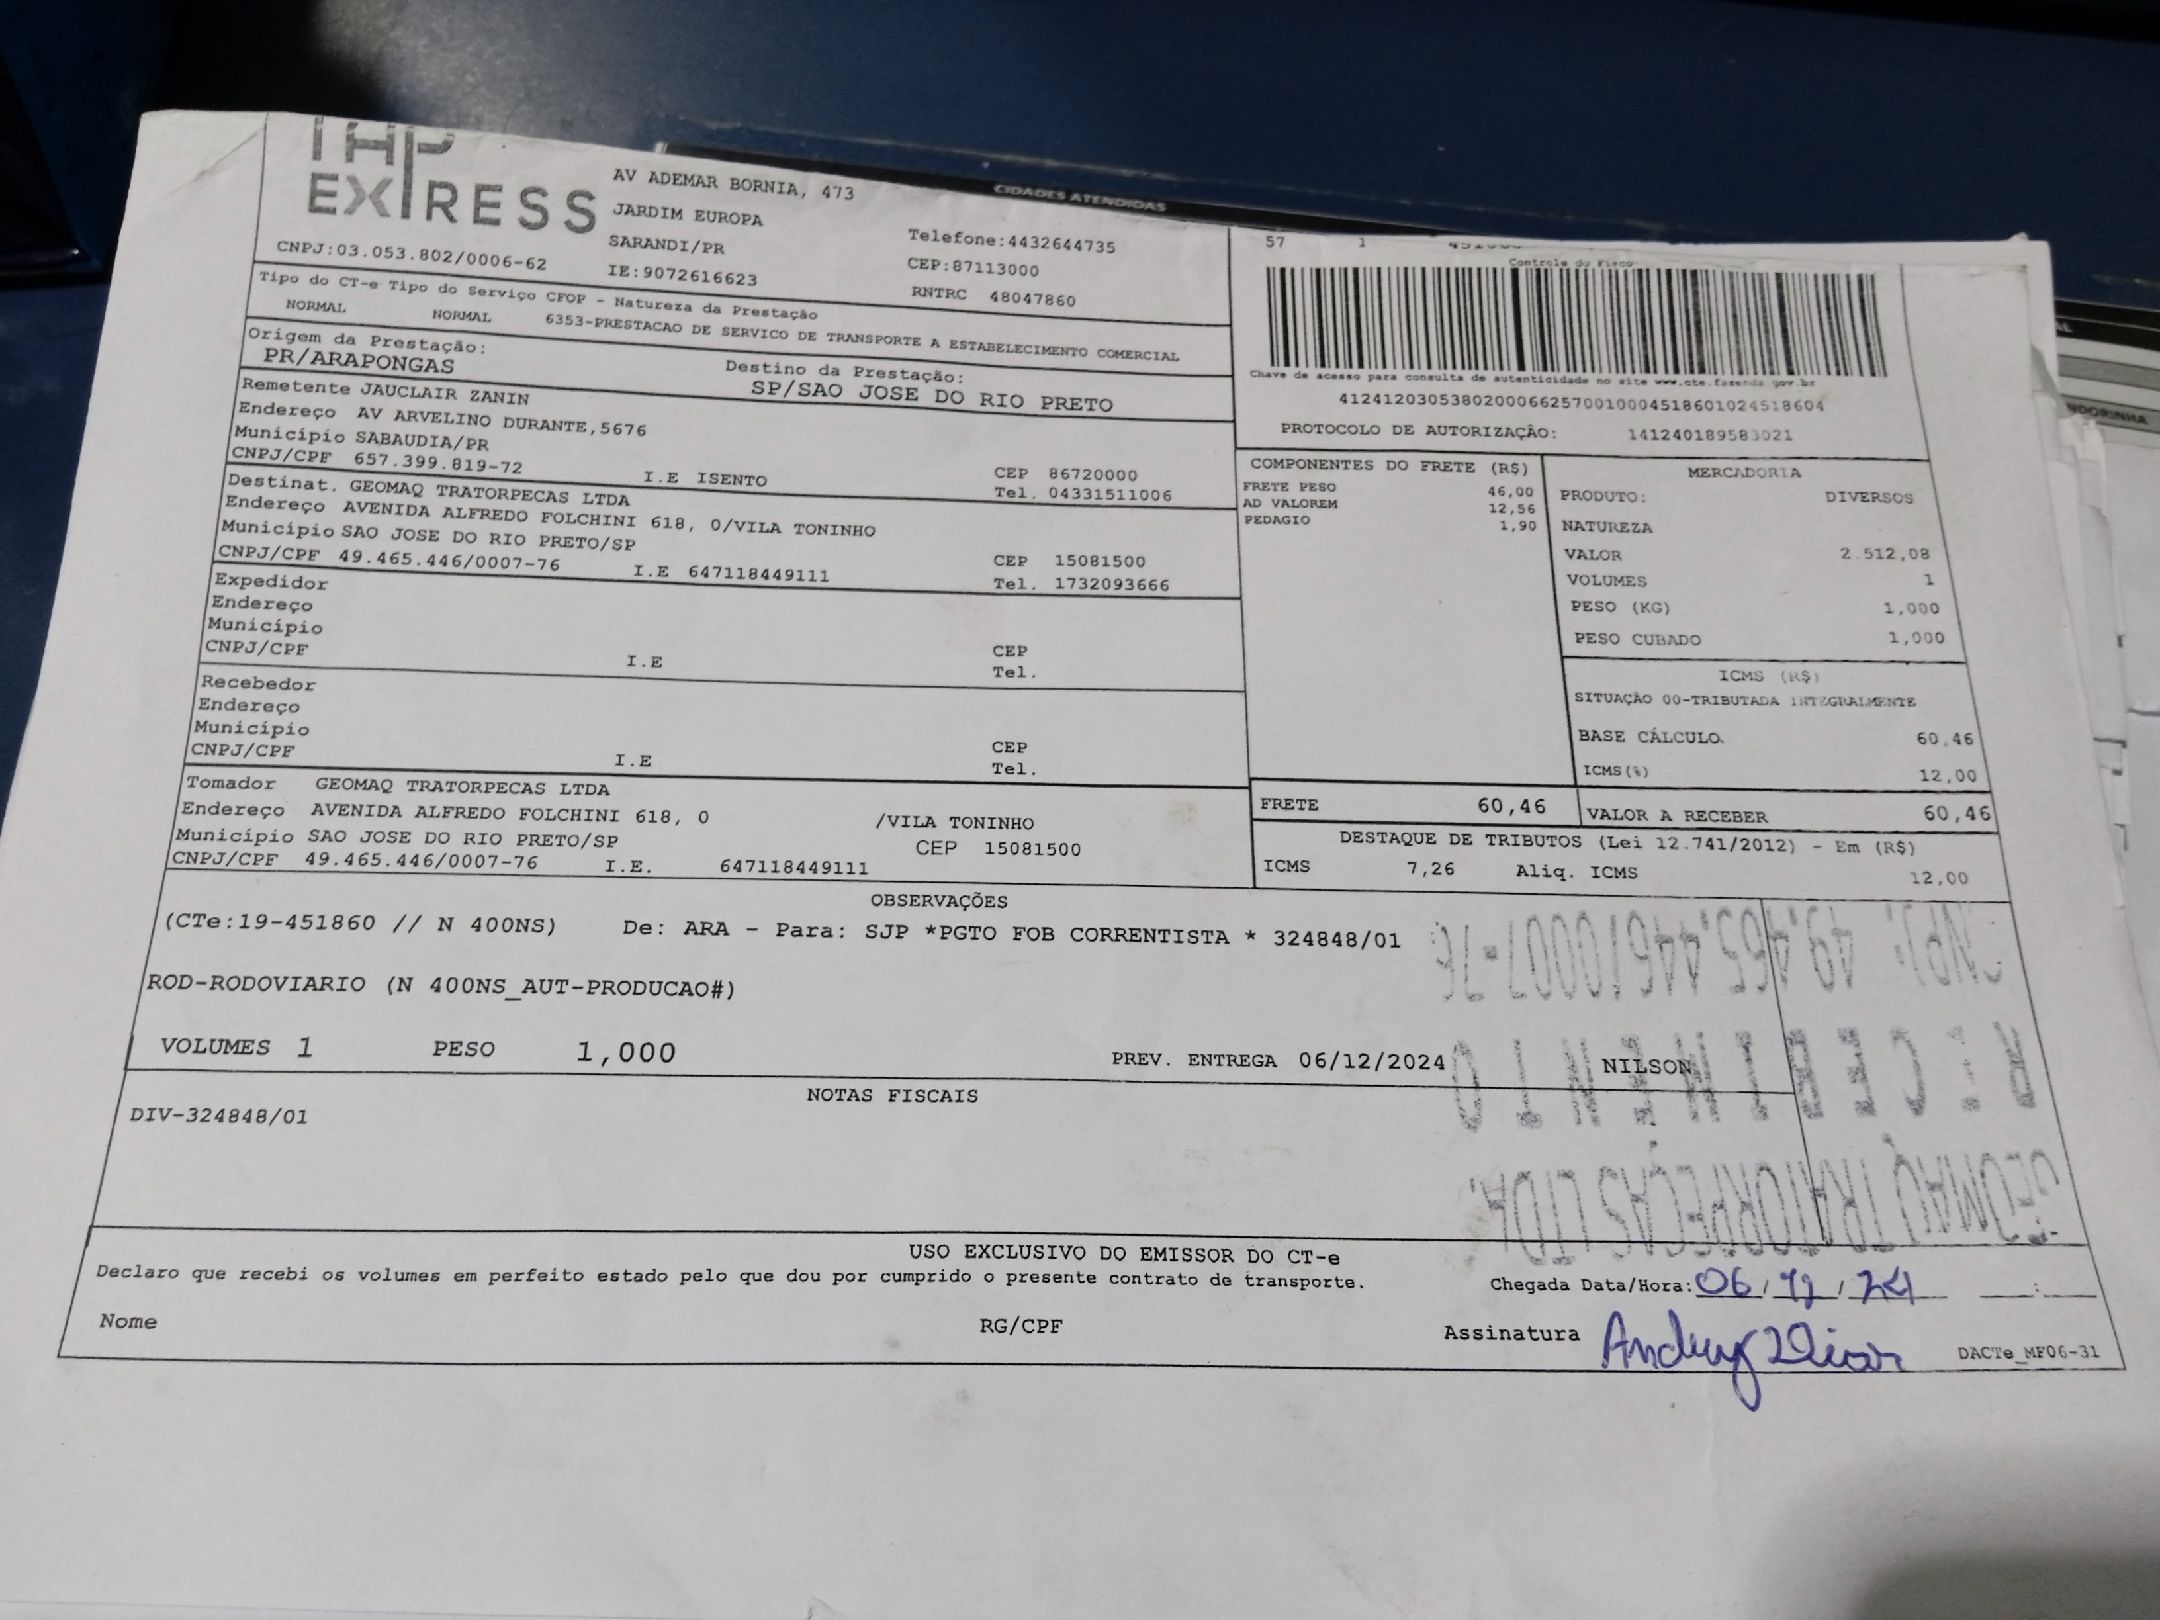 THP
EXPRESS
CNPJ:03.053.802/0006-62
AV ADEMAR BORNIA, 473
JARDIM EUROPA
SARANDI/PR
IE:9072616623
Telefone:4432644735
CEP:87113000
RNTRC 48047860
CIDADES ATENDIDAS
57 1
Controle do Fisco
Chave de acesso para consulta de autenticidade no site www.cte.fazenda gov.br
41241203053802000662570010004518601024518604
PROTOCOLO DE AUTORIZAÇÃO: 141240189583021
Tipo do CT-e Tipo do Serviço CFOP - Natureza da Prestação
NORMAL NORMAL 6353-PRESTACAO DE SERVICO DE TRANSPORTE A ESTABELECIMENTO COMERCIAL
Origem da Prestação: Destino da Prestação:
PR/ARAPONGAS SP/SAO JOSE DO RIO PRETO
Remetente JAUCLAIR ZANIN
Endereço AV ARVELINO DURANTE,5676
Município SABAUDIA/PR CEP 86720000
CNPJ/CPF 657.399.819-72 I.E ISENTO Tel. 04331511006
Destinat. GEOMAQ TRATORPECAS LTDA
Endereço AVENIDA ALFREDO FOLCHINI 618, 0/VILA TONINHO
Município SAO JOSE DO RIO PRETO/SP CEP 15081500
CNPJ/CPF 49.465.446/0007-76 I.E 647118449111 Tel. 1732093666
Expedidor
Endereço
Município CEP
CNPJ/CPF I.E Tel.
Recebedor
Endereço
Município CEP
CNPJ/CPF I.E Tel.
Tomador GEOMAQ TRATORPECAS LTDA
Endereço AVENIDA ALFREDO FOLCHINI 618, 0 /VILA TONINHO
Município SAO JOSE DO RIO PRETO/SP CEP 15081500
CNPJ/CPF 49.465.446/0007-76 I.E. 647118449111
COMPONENTES DO FRETE (R$)
FRETE PESO 46,00
AD VALOREM 12,56
PEDAGIO 1,90
MERCADORIA
PRODUTO: DIVERSOS
NATUREZA
VALOR 2.512,08
VOLUMES 1
PESO (KG) 1,000
PESO CUBADO 1,000
ICMS (R$)
SITUAÇÃO 00-TRIBUTADA INTEGRALMENTE
BASE CÁLCULO 60,46
ICMS(%) 12,00
FRETE 60,46 VALOR A RECEBER 60,46
DESTAQUE DE TRIBUTOS (Lei 12.741/2012) - Em (R$)
ICMS 7,26 Aliq. ICMS 12,00
OBSERVAÇÕES
(CTe:19-451860 // N 400NS) De: ARA - Para: SJP *PGTO FOB CORRENTISTA * 324848/01
ROD-RODOVIARIO (N 400NS_AUT-PRODUCAO#)
VOLUMES 1 PESO 1,000 PREV. ENTREGA 06/12/2024 NILSON
NOTAS FISCAIS
DIV-324848/01
GEOMAQ TRATORPEÇAS LTDA.
RECEBIMENTO
CNPJ: 49.465.446/0007-76
USO EXCLUSIVO DO EMISSOR DO CT-e
Declaro que recebi os volumes em perfeito estado pelo que dou por cumprido o presente contrato de transporte.
Chegada Data/Hora: 06/12/24 __:__
Nome RG/CPF Assinatura DACTe_MF06-31